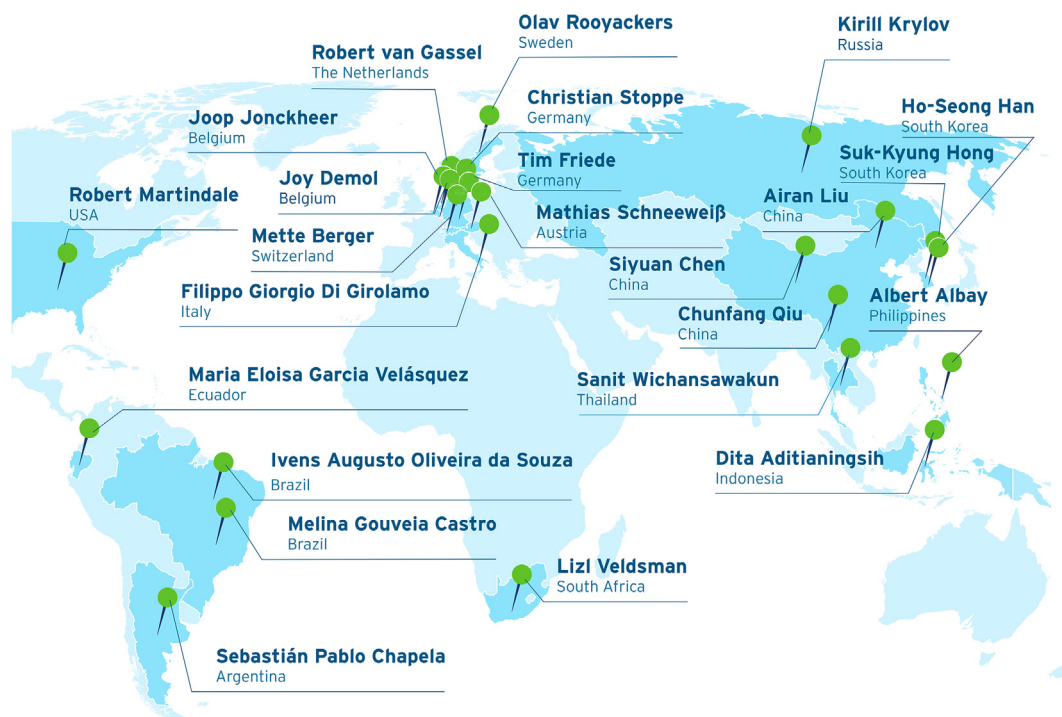 Olav Rooyackers
Sweden
Kirill Krylov
Russia
Robert van Gassel
The Netherlands
Christian Stoppe
Germany
Ho-Seong Han
South Korea
Joop Jonckheer
Belgium
Tim Friede
Germany
Suk-Kyung Hong
South Korea
Joy Demol
Belgium
Robert Martindale
USA
Airan Liu
China
Mathias Schneeweiß
Austria
Mette Berger
Switzerland
Siyuan Chen
China
Filippo Giorgio Di Girolamo
Italy
Albert Albay
Philippines
Chunfang Qiu
China
Maria Eloisa Garcia Velásquez
Ecuador
Sanit Wichansawakun
Thailand
Ivens Augusto Oliveira da Souza
Brazil
Dita Aditianingsih
Indonesia
Melina Gouveia Castro
Brazil
Lizl Veldsman
South Africa
Sebastián Pablo Chapela
Argentina